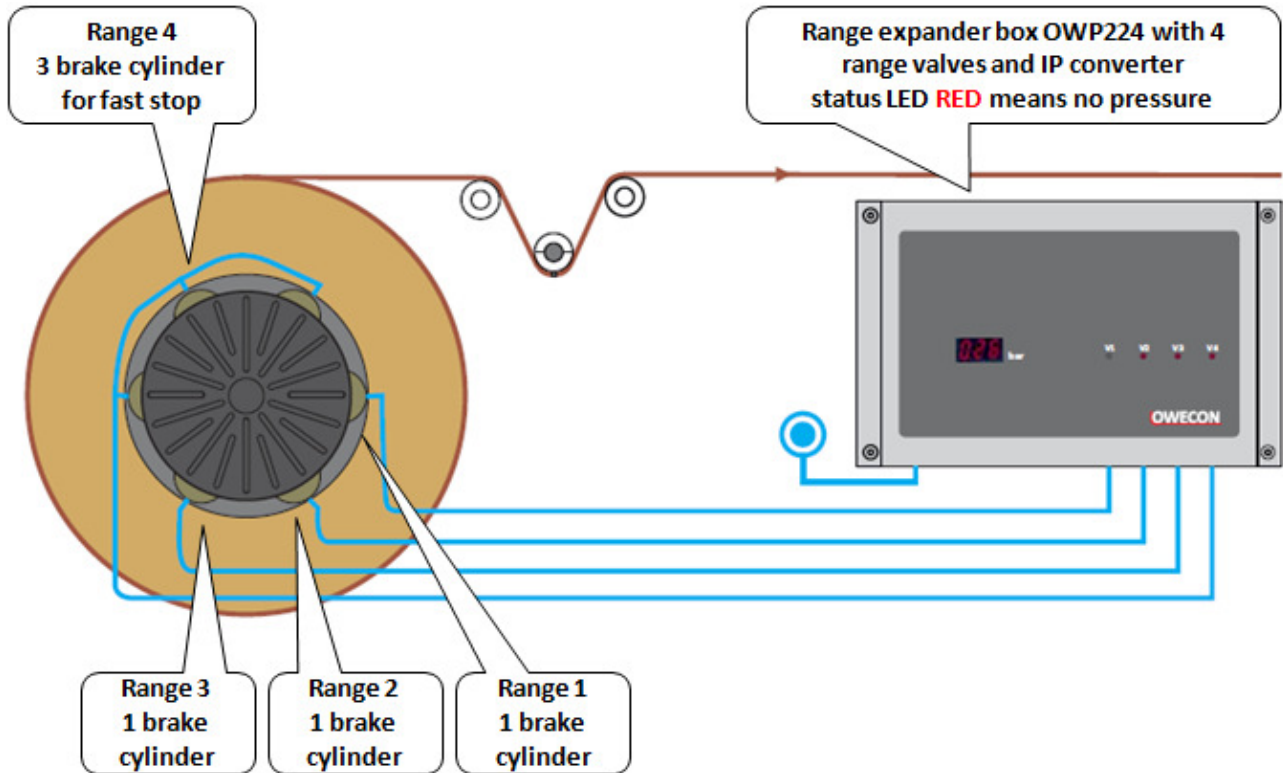 Range 4
3 brake cylinder
for fast stop
Range expander box OWP224 with 4
range valves and IP converter
status LED RED means no pressure
0.26 bar
V1 V2 V3 V4
OWECON
Range 3
1 brake
cylinder
Range 2
1 brake
cylinder
Range 1
1 brake
cylinder